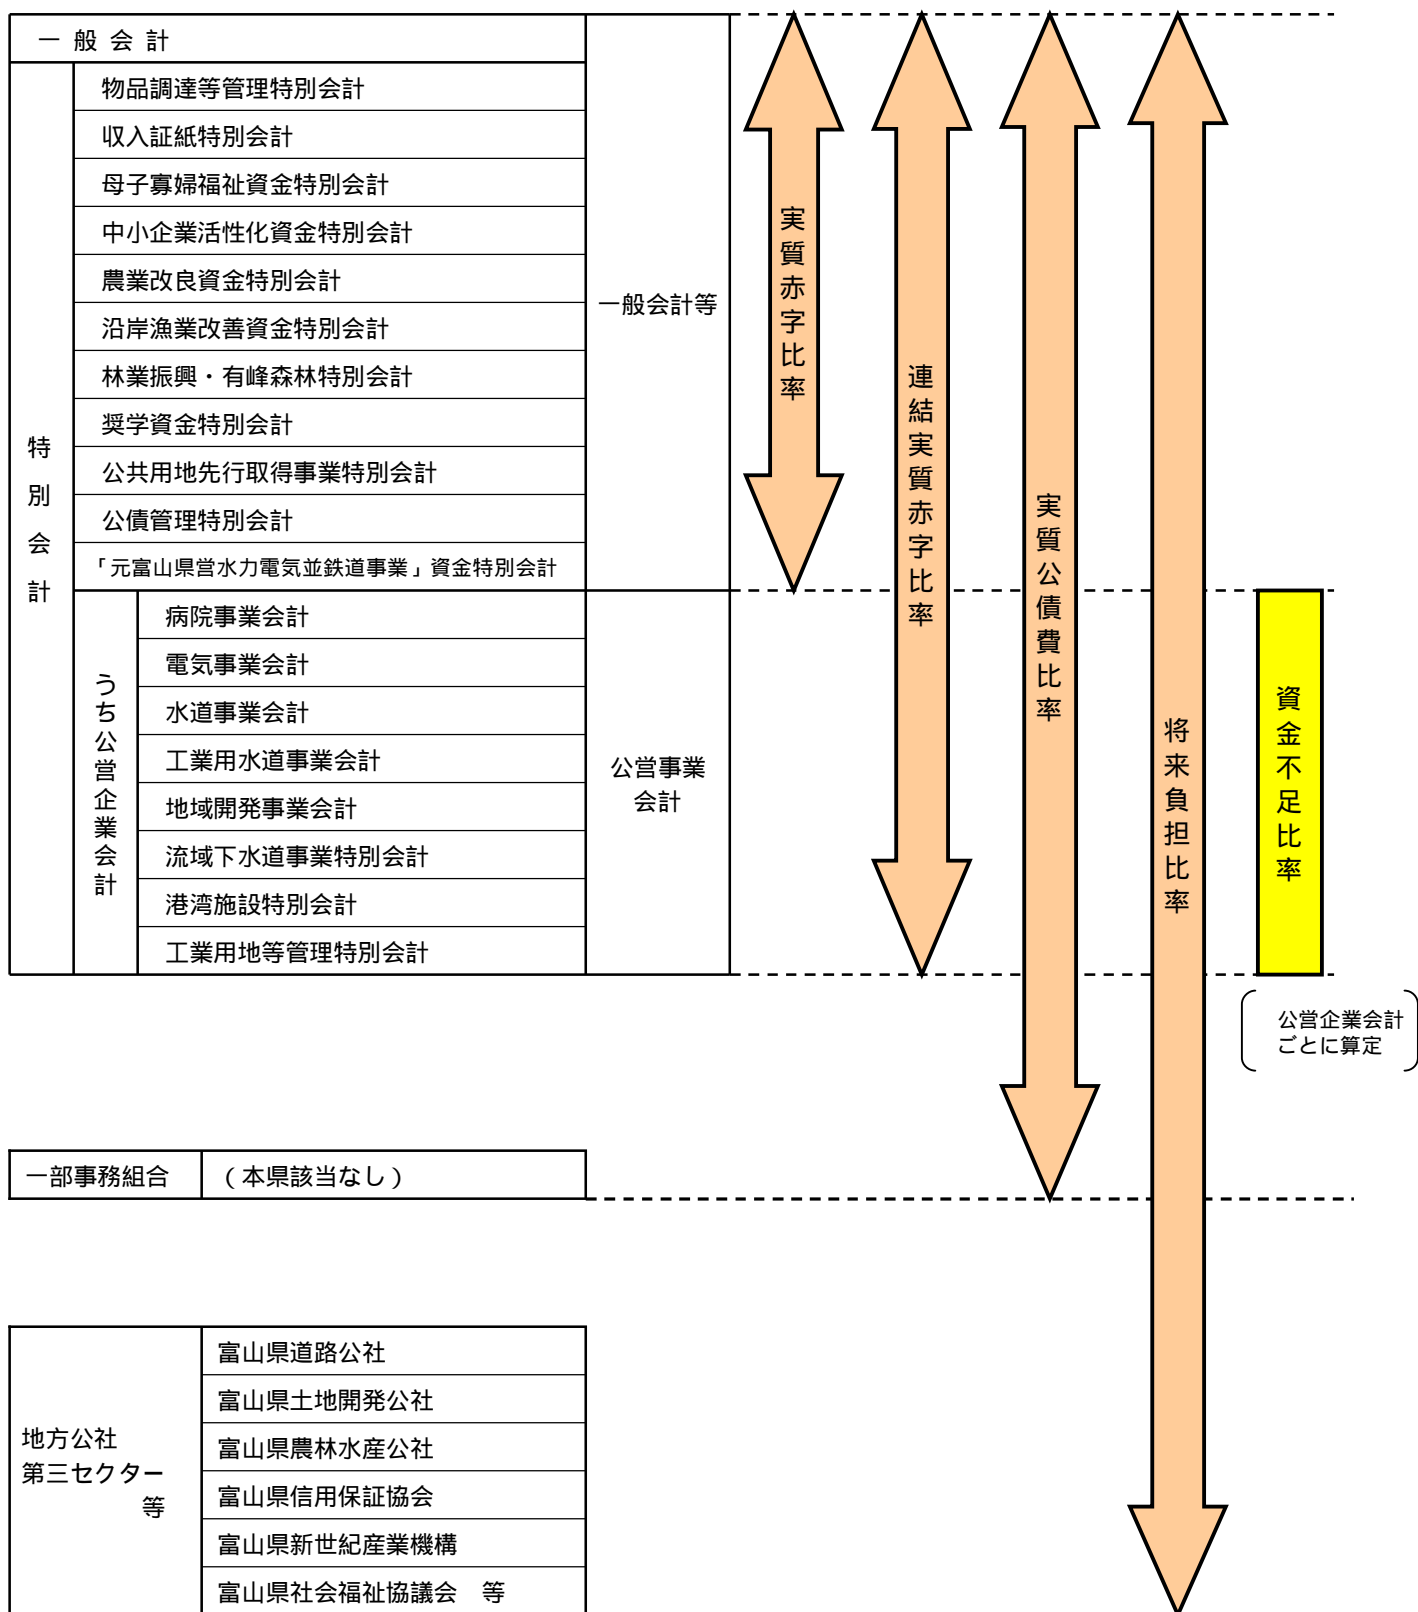 一 般 会 計
特別会計
物品調達等管理特別会計
収入証紙特別会計
母子寡婦福祉資金特別会計
中小企業活性化資金特別会計
農業改良資金特別会計
沿岸漁業改善資金特別会計
林業振興・有峰森林特別会計
奨学資金特別会計
公共用地先行取得事業特別会計
公債管理特別会計
「元富山県営水力電気並鉄道事業」資金特別会計
うち公営企業会計
病院事業会計
電気事業会計
水道事業会計
工業用水道事業会計
地域開発事業会計
流域下水道事業特別会計
港湾施設特別会計
工業用地等管理特別会計
一般会計等
公営事業
会計
実質赤字比率
連結実質赤字比率
実質公債費比率
将来負担比率
資金不足比率
公営企業会計
ごとに算定
一部事務組合
（本県該当なし）
地方公社
第三セクター
等
富山県道路公社
富山県土地開発公社
富山県農林水産公社
富山県信用保証協会
富山県新世紀産業機構
富山県社会福祉協議会　等